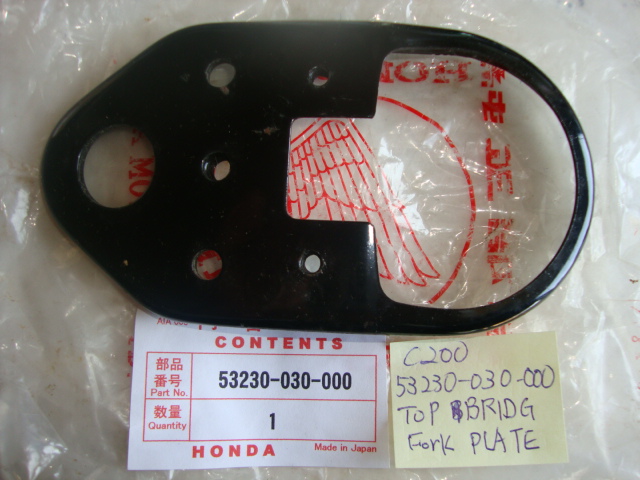 CONTENTS
部品
番号
Part No.
53230-030-000
数量
Quantity
1
HONDA
Made in Japan
C200
53230-030-000
TOP BRIDG
Fork PLATE